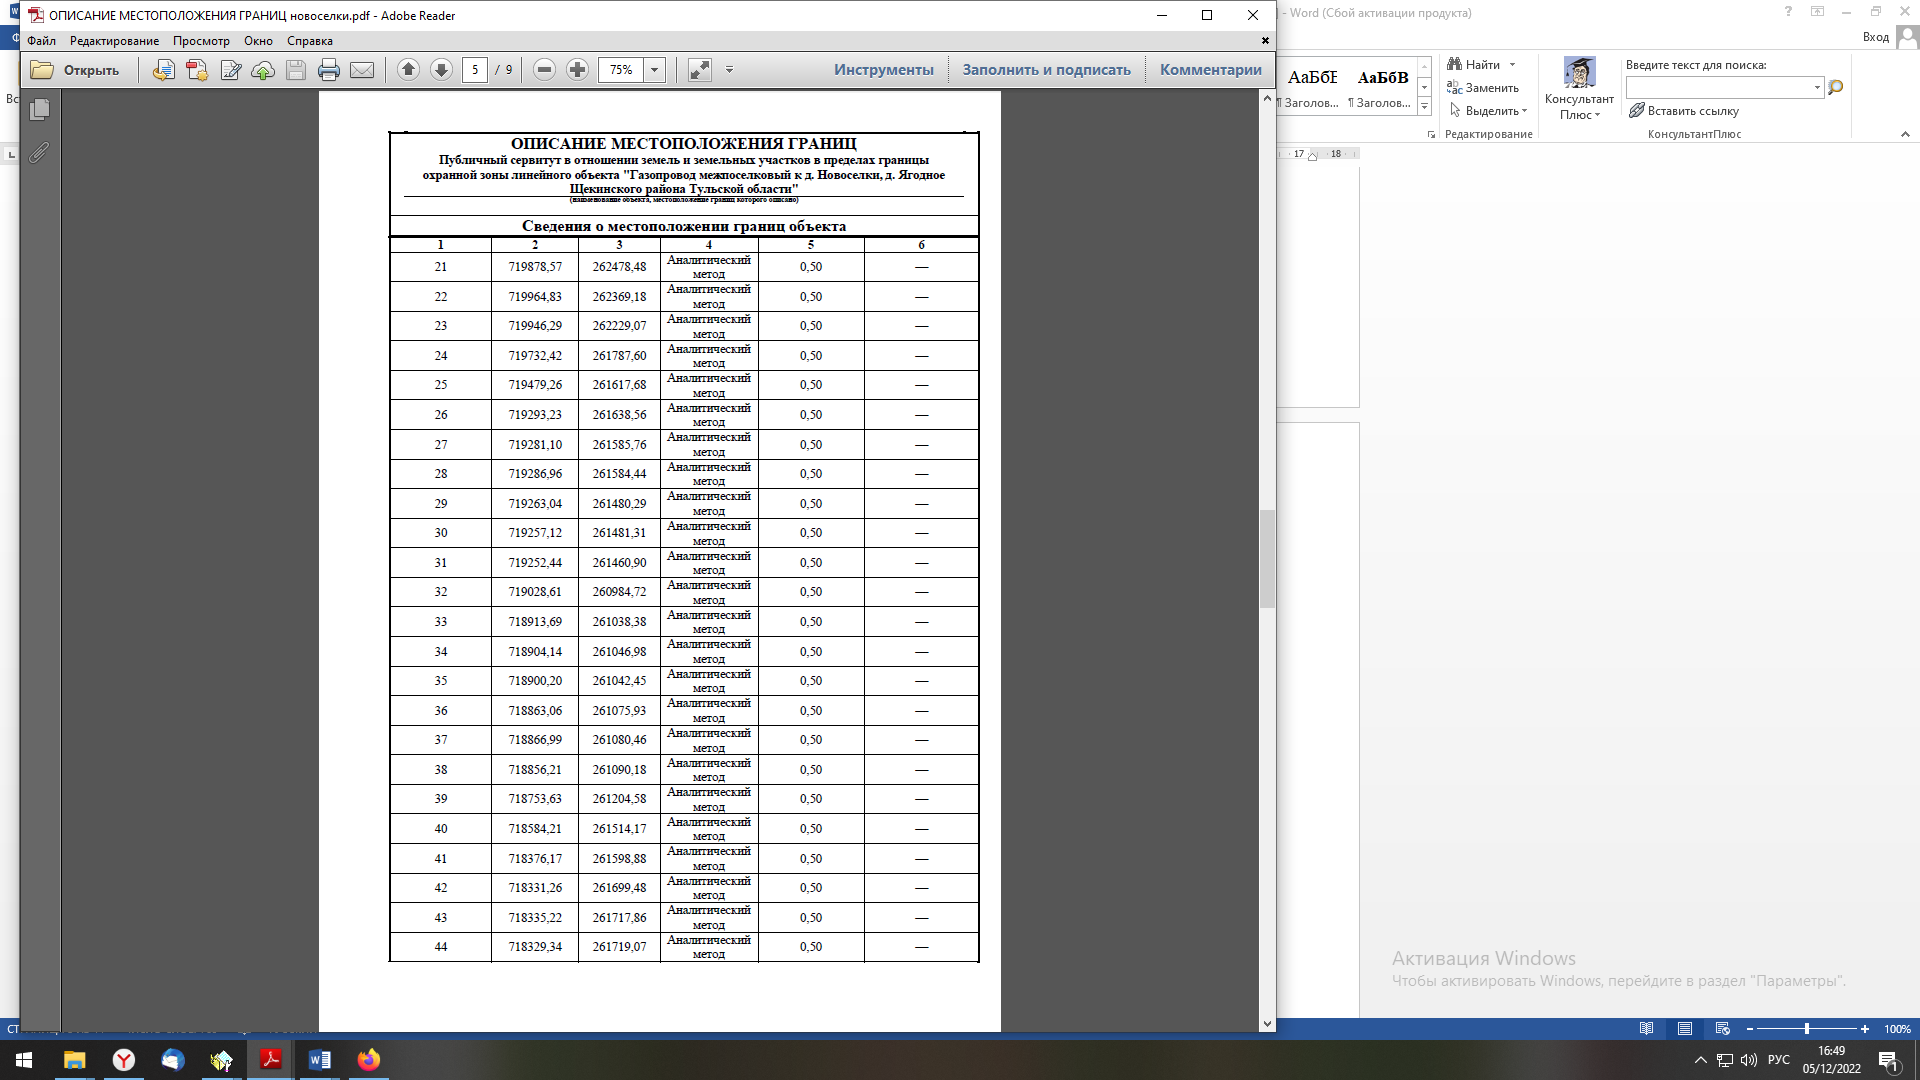 ОПИСАНИЕ МЕСТОПОЛОЖЕНИЯ ГРАНИЦ новоселки.pdf - Adobe Reader
- Word (Сбой активации продукта)
Файл Редактирование Просмотр Окно Справка
Вход
Открыть 5 / 9 75% Инструменты Заполнить и подписать Комментарии
АаБбЕ АаБбВ
¶ Заголов... ¶ Заголов...
Найти
Заменить
Выделить
Редактирование
Консультант
Плюс
Введите текст для поиска:
Вставить ссылку
КонсультантПлюс
17 18
ОПИСАНИЕ МЕСТОПОЛОЖЕНИЯ ГРАНИЦ
Публичный сервитут в отношении земель и земельных участков в пределах границы
охранной зоны линейного объекта "Газопровод межпоселковый к д. Новоселки, д. Ягодное
Щекинского района Тульской области"
(наименование объекта, местоположение границ которого описано)
Сведения о местоположении границ объекта
1 2 3 4 5 6
21 719878,57 262478,48 Аналитический метод 0,50 —
22 719964,83 262369,18 Аналитический метод 0,50 —
23 719946,29 262229,07 Аналитический метод 0,50 —
24 719732,42 261787,60 Аналитический метод 0,50 —
25 719479,26 261617,68 Аналитический метод 0,50 —
26 719293,23 261638,56 Аналитический метод 0,50 —
27 719281,10 261585,76 Аналитический метод 0,50 —
28 719286,96 261584,44 Аналитический метод 0,50 —
29 719263,04 261480,29 Аналитический метод 0,50 —
30 719257,12 261481,31 Аналитический метод 0,50 —
31 719252,44 261460,90 Аналитический метод 0,50 —
32 719028,61 260984,72 Аналитический метод 0,50 —
33 718913,69 261038,38 Аналитический метод 0,50 —
34 718904,14 261046,98 Аналитический метод 0,50 —
35 718900,20 261042,45 Аналитический метод 0,50 —
36 718863,06 261075,93 Аналитический метод 0,50 —
37 718866,99 261080,46 Аналитический метод 0,50 —
38 718856,21 261090,18 Аналитический метод 0,50 —
39 718753,63 261204,58 Аналитический метод 0,50 —
40 718584,21 261514,17 Аналитический метод 0,50 —
41 718376,17 261598,88 Аналитический метод 0,50 —
42 718331,26 261699,48 Аналитический метод 0,50 —
43 718335,22 261717,86 Аналитический метод 0,50 —
44 718329,34 261719,07 Аналитический метод 0,50 —
Активация Windows
Чтобы активировать Windows, перейдите в раздел "Параметры".
100%
РУС
16:49
05/12/2022
1